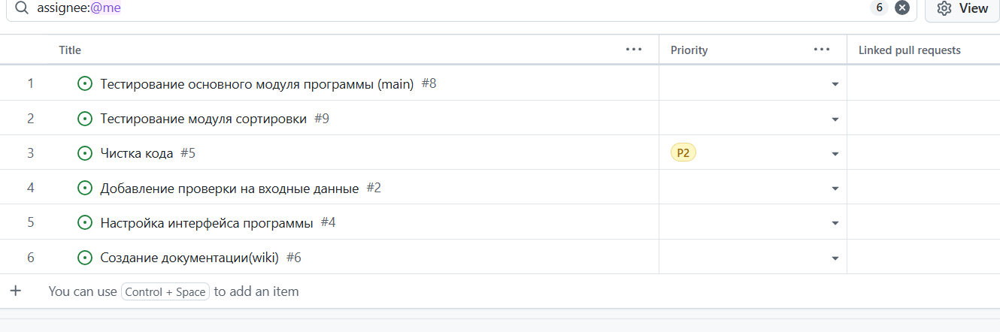 assignee:@me 6 View
Title ... Priority ... Linked pull requests
1 Тестирование основного модуля программы (main) #8
2 Тестирование модуля сортировки #9
3 Чистка кода #5 P2
4 Добавление проверки на входные данные #2
5 Настройка интерфейса программы #4
6 Создание документации(wiki) #6
+ You can use Control + Space to add an item